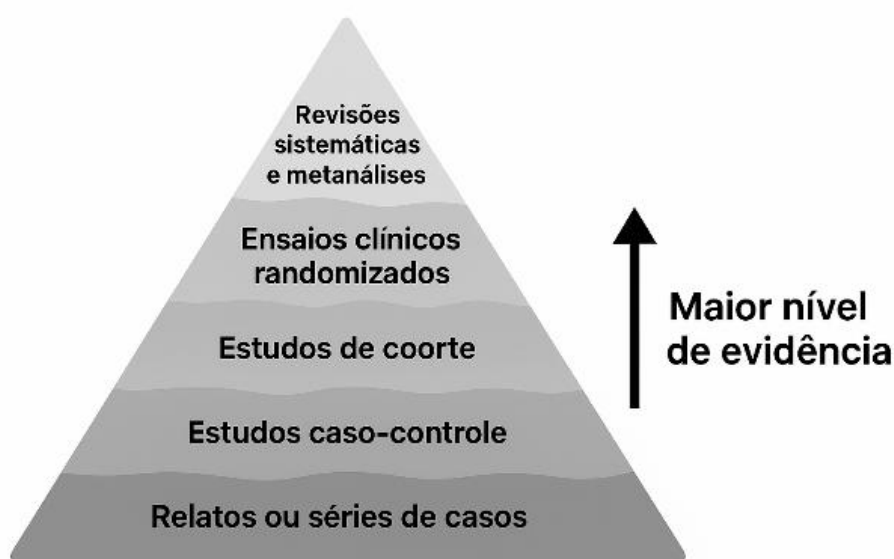 Revisões
sistemáticas
e metanálises
Ensaios clínicos
randomizados
Estudos de coorte
Estudos caso-controle
Relatos ou séries de casos
Maior nível
de evidência